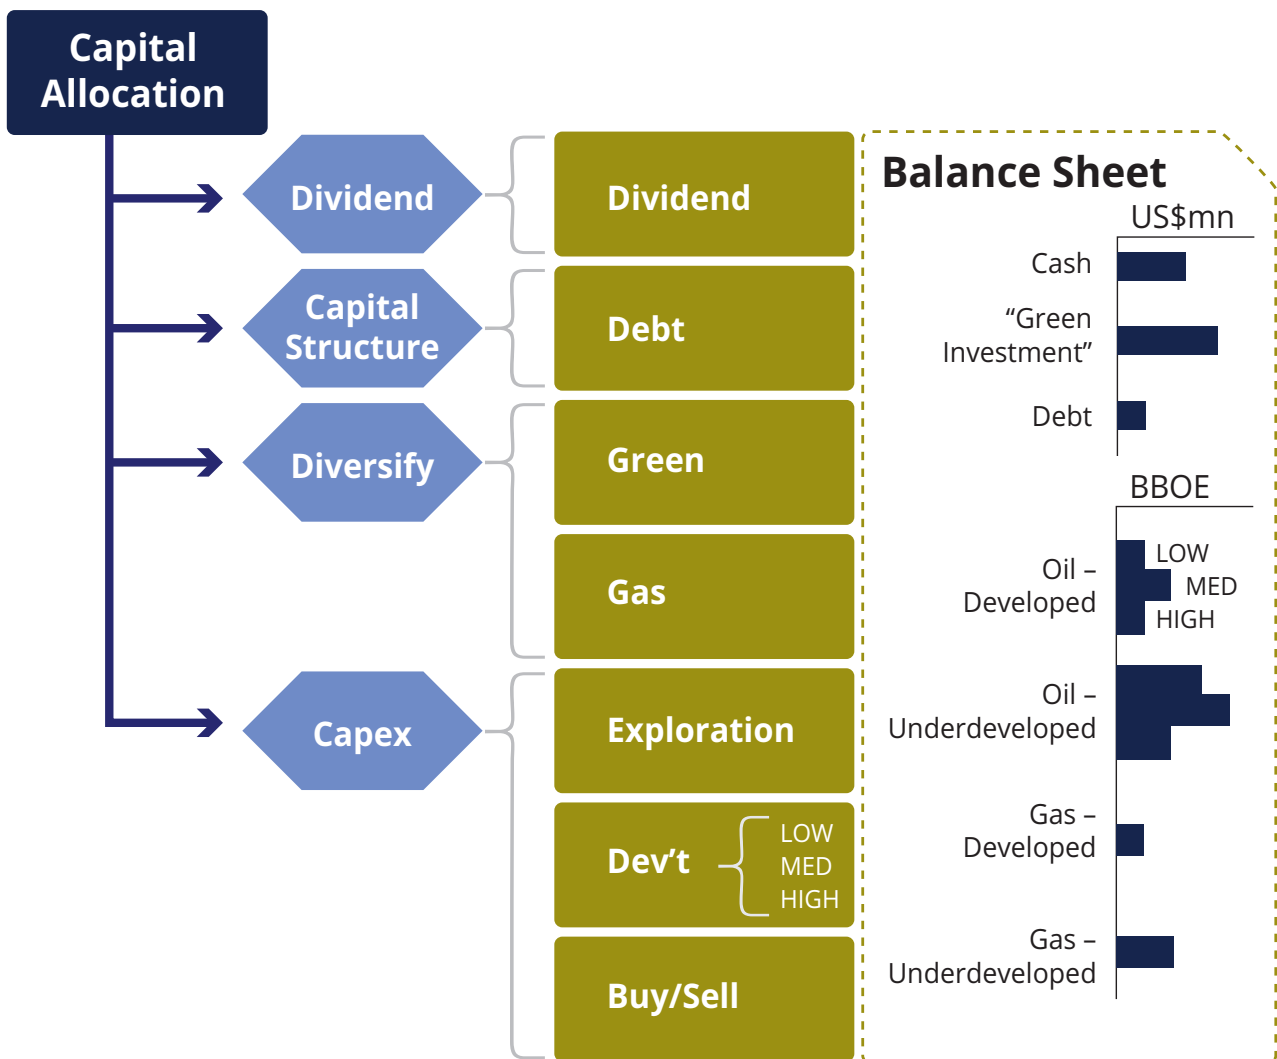 Capital
Allocation
Dividend
Capital
Structure
Diversify
Capex
Dividend
Debt
Green
Gas
Exploration
Dev’t
LOW
MED
HIGH
Buy/Sell
Balance Sheet
US$mn
Cash
“Green
Investment”
Debt
BBOE
Oil –
Developed
LOW
MED
HIGH
Oil –
Underdeveloped
Gas –
Developed
Gas –
Underdeveloped